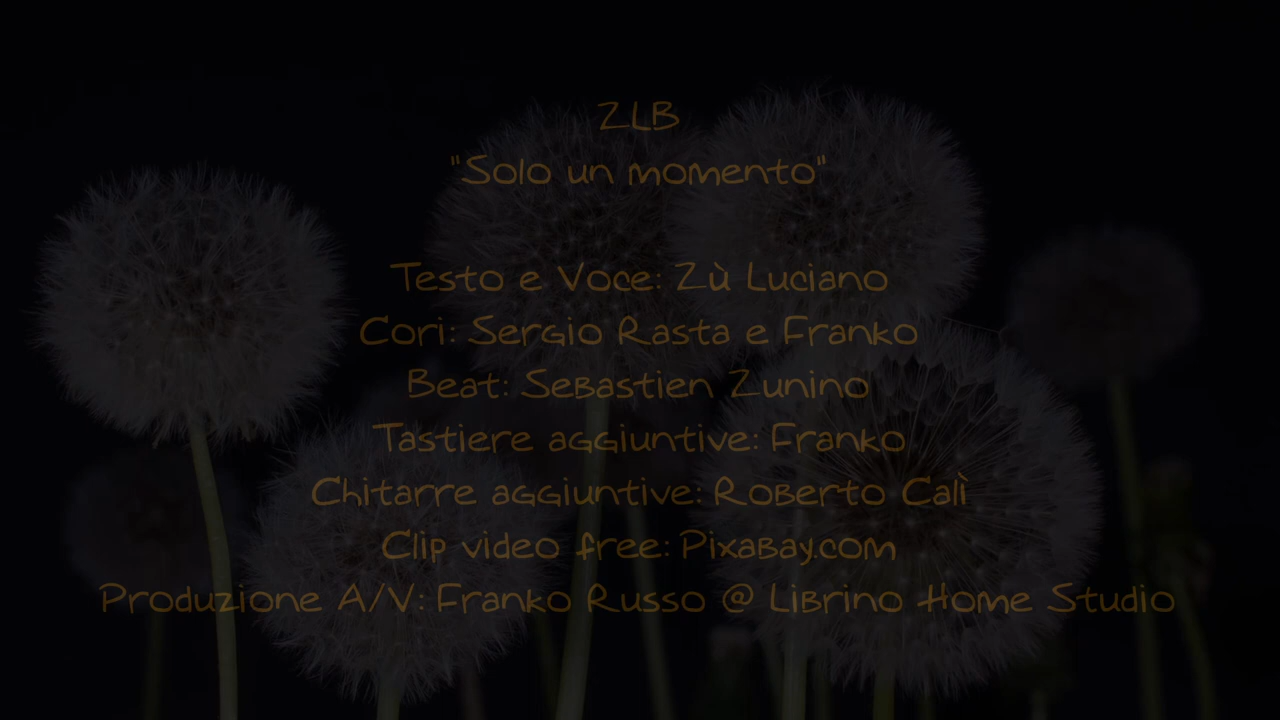 ZLB
"Solo un momento"
Testo e Voce: Zù Luciano
Cori: Sergio Rasta e Franko
Beat: Sebastien Zunino
Tastiere aggiuntive: Franko
Chitarre aggiuntive: Roberto Calì
Clip video free: Pixabay.com
Produzione A/V: Franko Russo @ Librino Home Studio